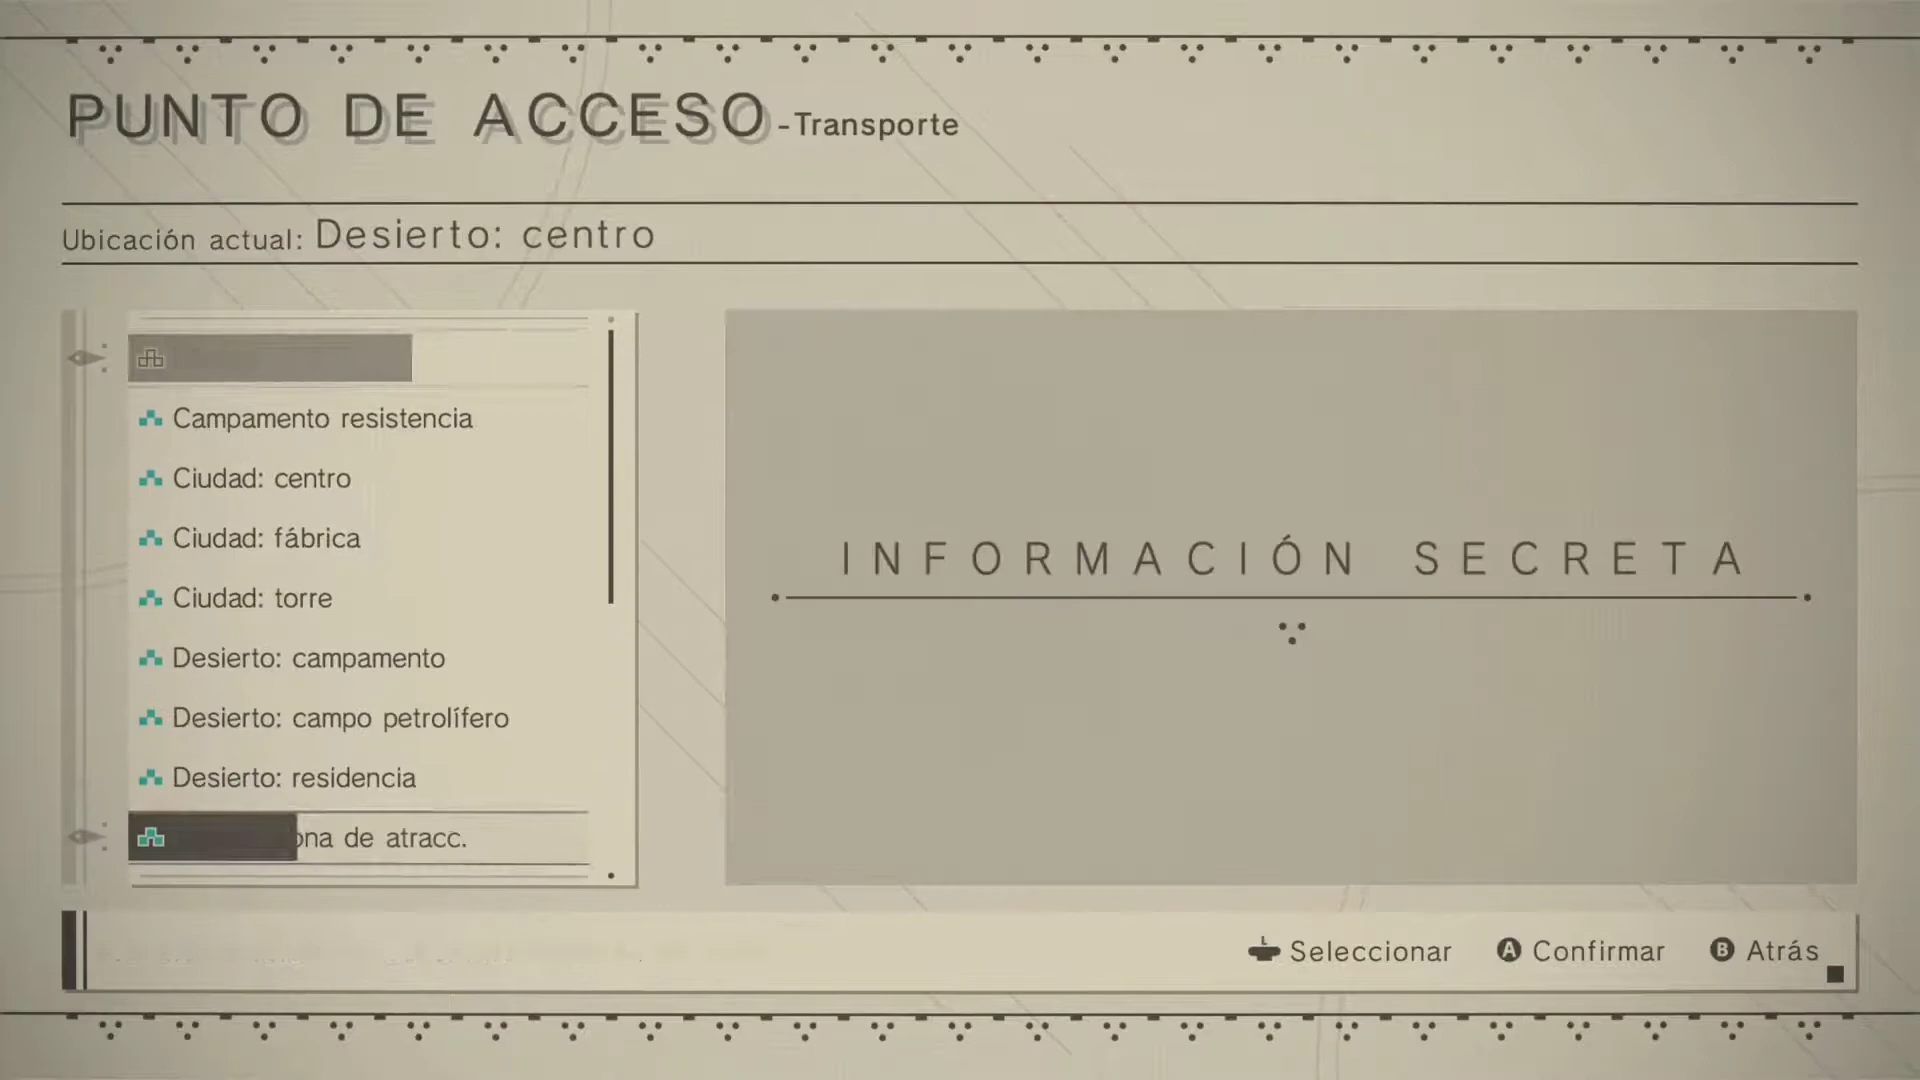 PUNTO DE ACCESO -Transporte
Ubicación actual: Desierto: centro
Campamento resistencia
Ciudad: centro
Ciudad: fábrica
Ciudad: torre
Desierto: campamento
Desierto: campo petrolífero
Desierto: residencia
de atracc.
INFORMACIÓN SECRETA
L Seleccionar A Confirmar B Atrás